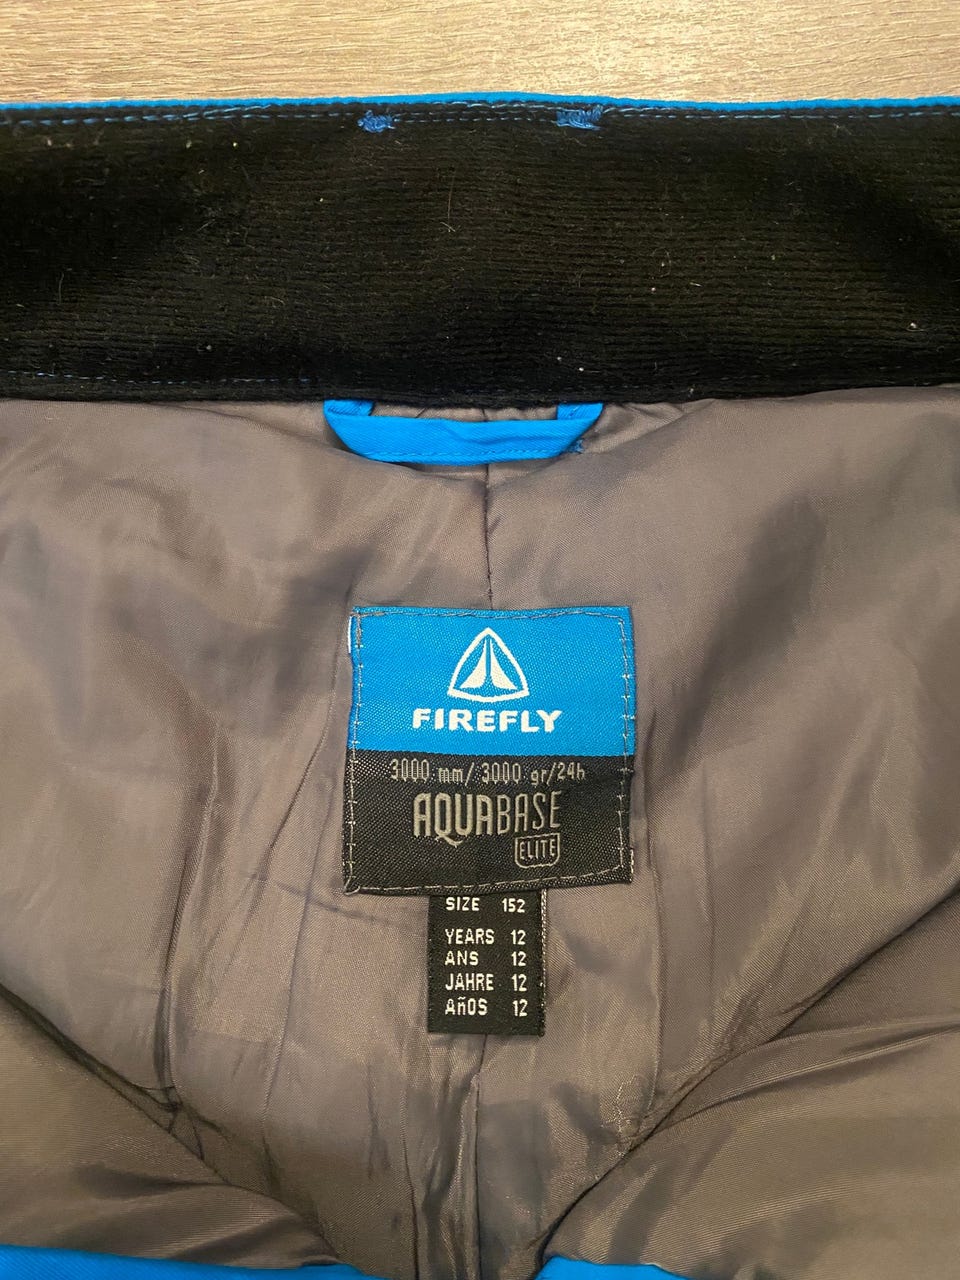 FIREFLY
3000 mm/ 3000 gr/24h
AQUABASE
ELITE
SIZE 152
YEARS 12
ANS 12
JAHRE 12
AÑOS 12